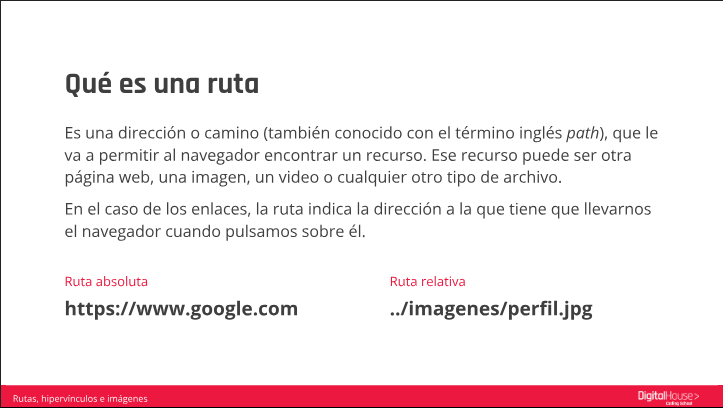 Qué es una ruta
Es una dirección o camino (también conocido con el término inglés path), que le
va a permitir al navegador encontrar un recurso. Ese recurso puede ser otra
página web, una imagen, un video o cualquier otro tipo de archivo.
En el caso de los enlaces, la ruta indica la dirección a la que tiene que llevarnos
el navegador cuando pulsamos sobre él.
Ruta absoluta
https://www.google.com
Ruta relativa
../imagenes/perfil.jpg
Rutas, hipervínculos e imágenes
DigitalHouse>
Coding School